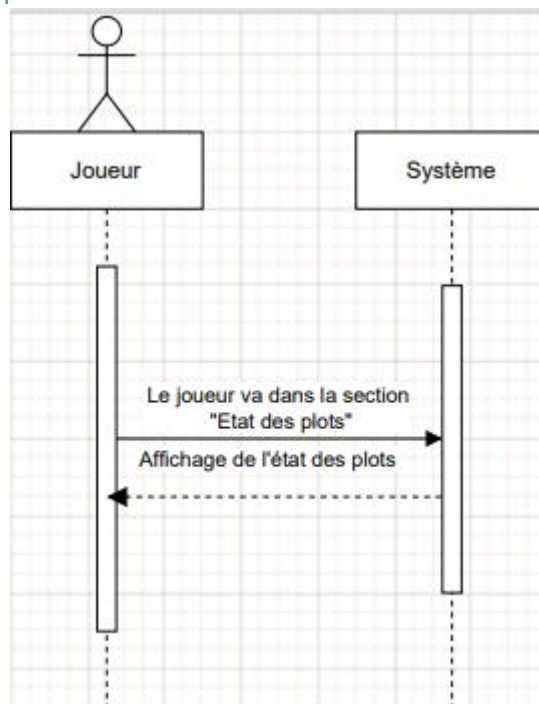 Joueur
Système
Le joueur va dans la section
"Etat des plots"
Affichage de l'état des plots